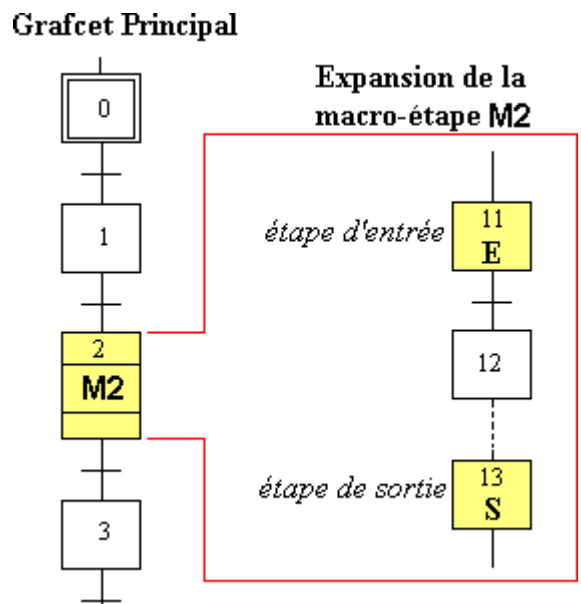 Grafcet Principal
0
1
2
M2
3
Expansion de la
macro-étape M2
étape d'entrée
11
E
12
étape de sortie
13
S